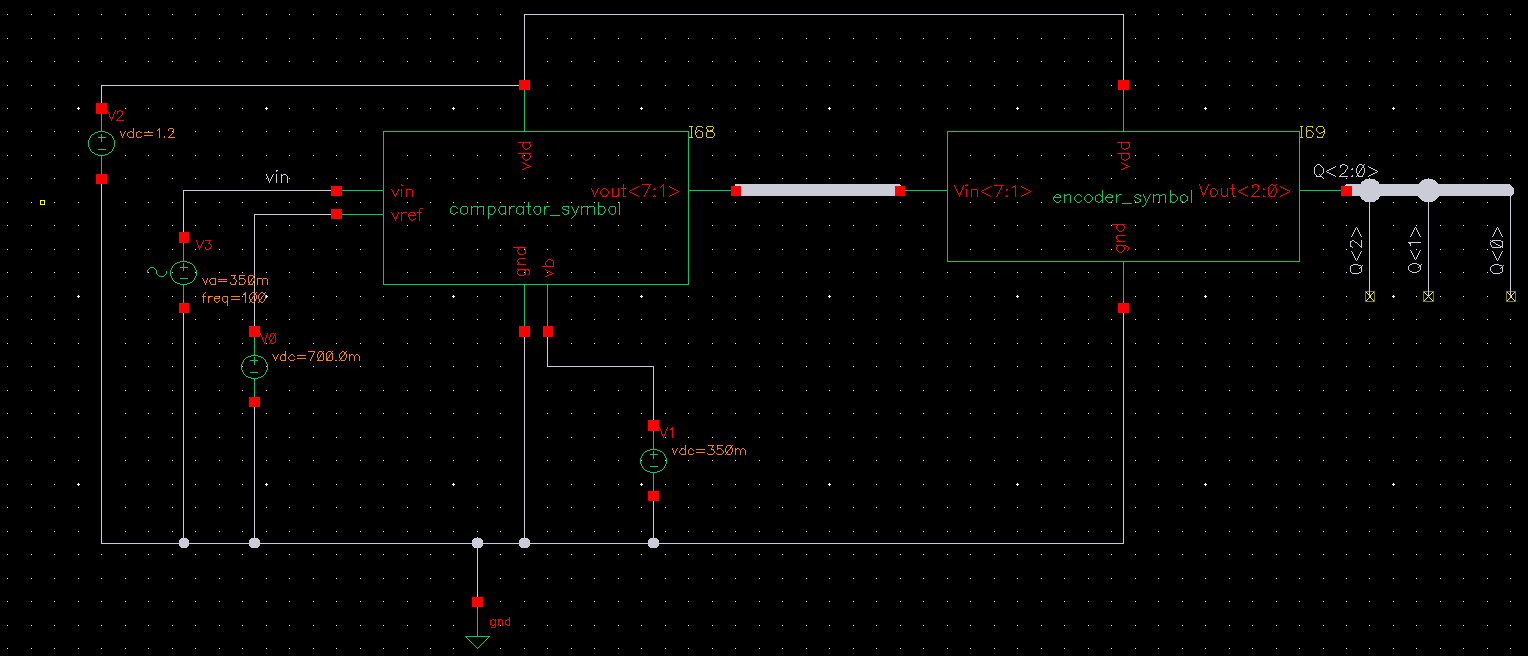 V2
vdc=1.2
I68
I69
vdd
vdd
Q<2:0>
vin
vin
vout<7:1>
Vin<7:1>
Vout<2:0>
comparator_symbol
encoder_symbol
vref
gnd
vb
gnd
Q<2>
Q<1>
Q<0>
V3
va=350m
freq=100
V0
vdc=700.0m
V1
vdc=350m
gnd